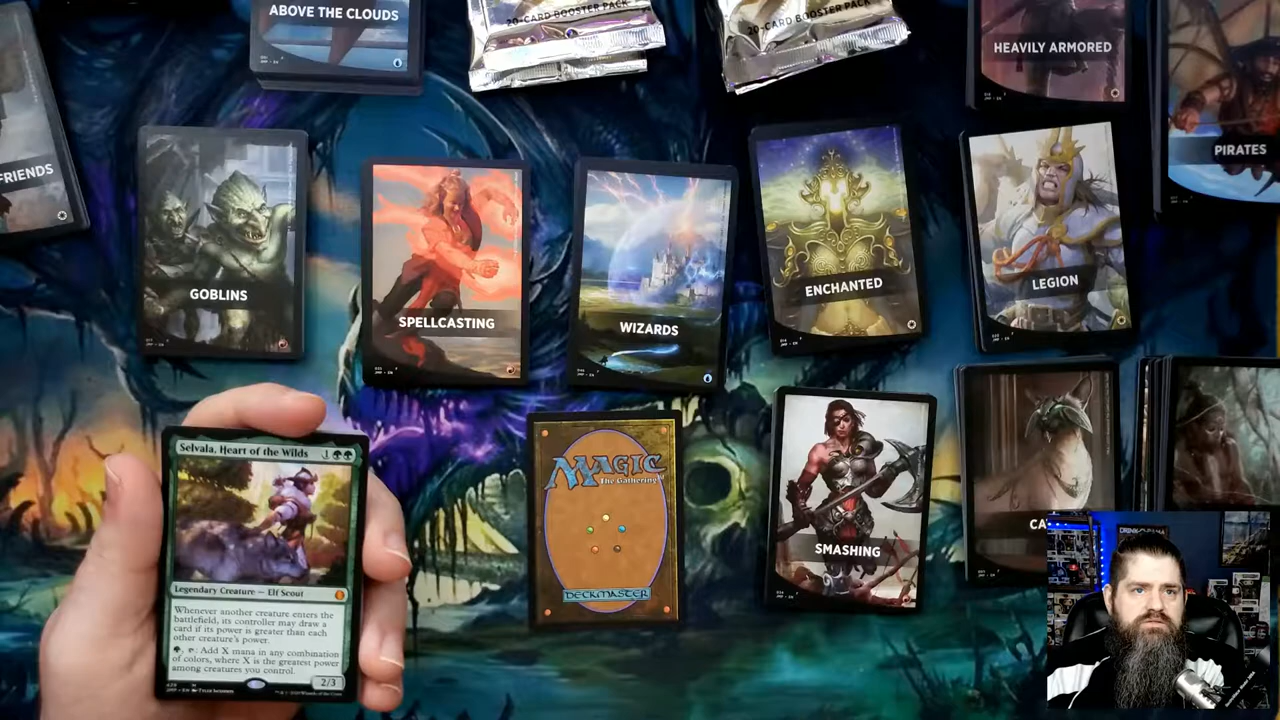 ABOVE THE CLOUDS
20-CARD BOOSTER PACK
20-CARD BOOSTER PACK
HEAVILY ARMORED
FRIENDS
PIRATES
GOBLINS
SPELLCASTING
WIZARDS
ENCHANTED
LEGION
Selvala, Heart of the Wilds 1
Legendary Creature — Elf Scout
Whenever another creature enters the
battlefield, its controller may draw a
card if its power is greater than each
other creature's power.
: Add X mana in any combination
of colors, where X is the greatest power
among creatures you control.
2/3
MAGIC
The Gathering
DECKMASTER
SMASHING
CA